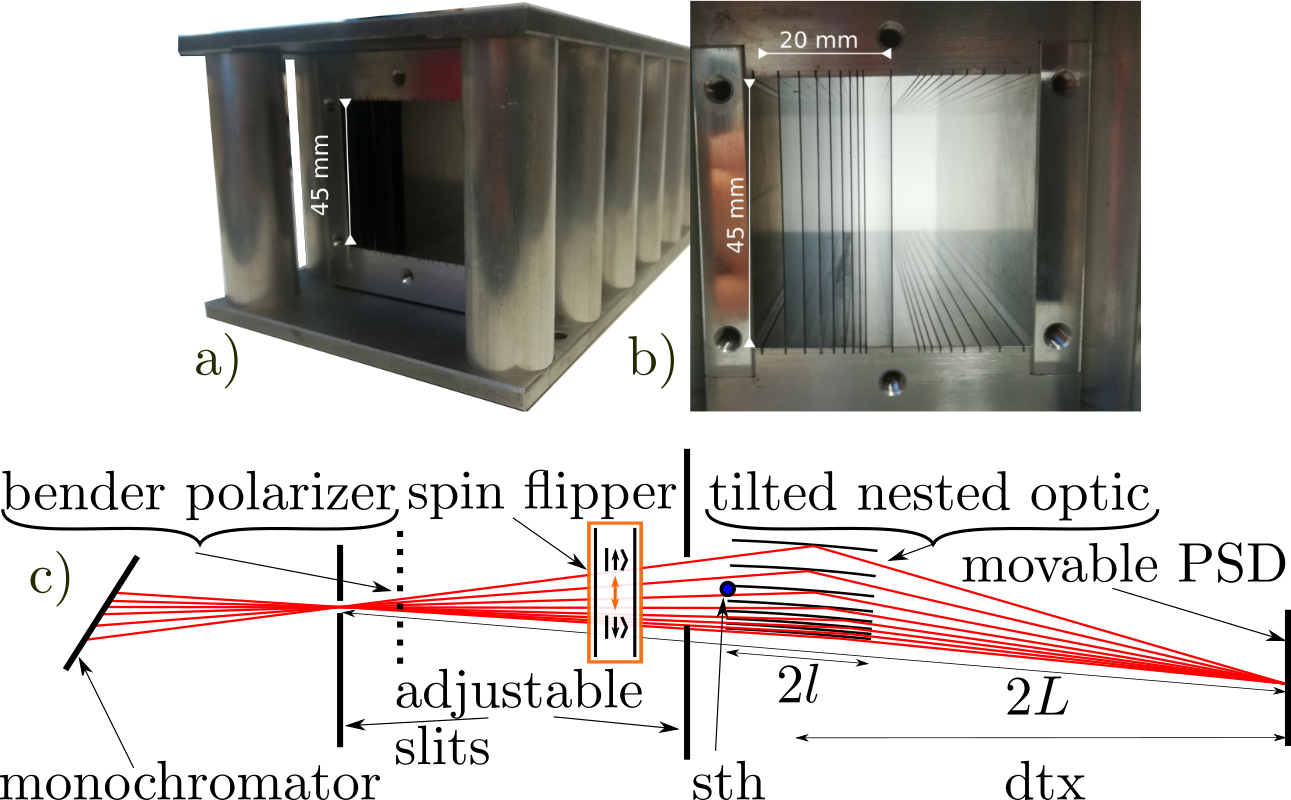 20 mm
45 mm
45 mm
a)
b)
bender polarizer
spin flipper
tilted nested optic
c)
movable PSD
|↑⟩
|↓⟩
adjustable
slits
2l
2L
monochromator
sth
dtx